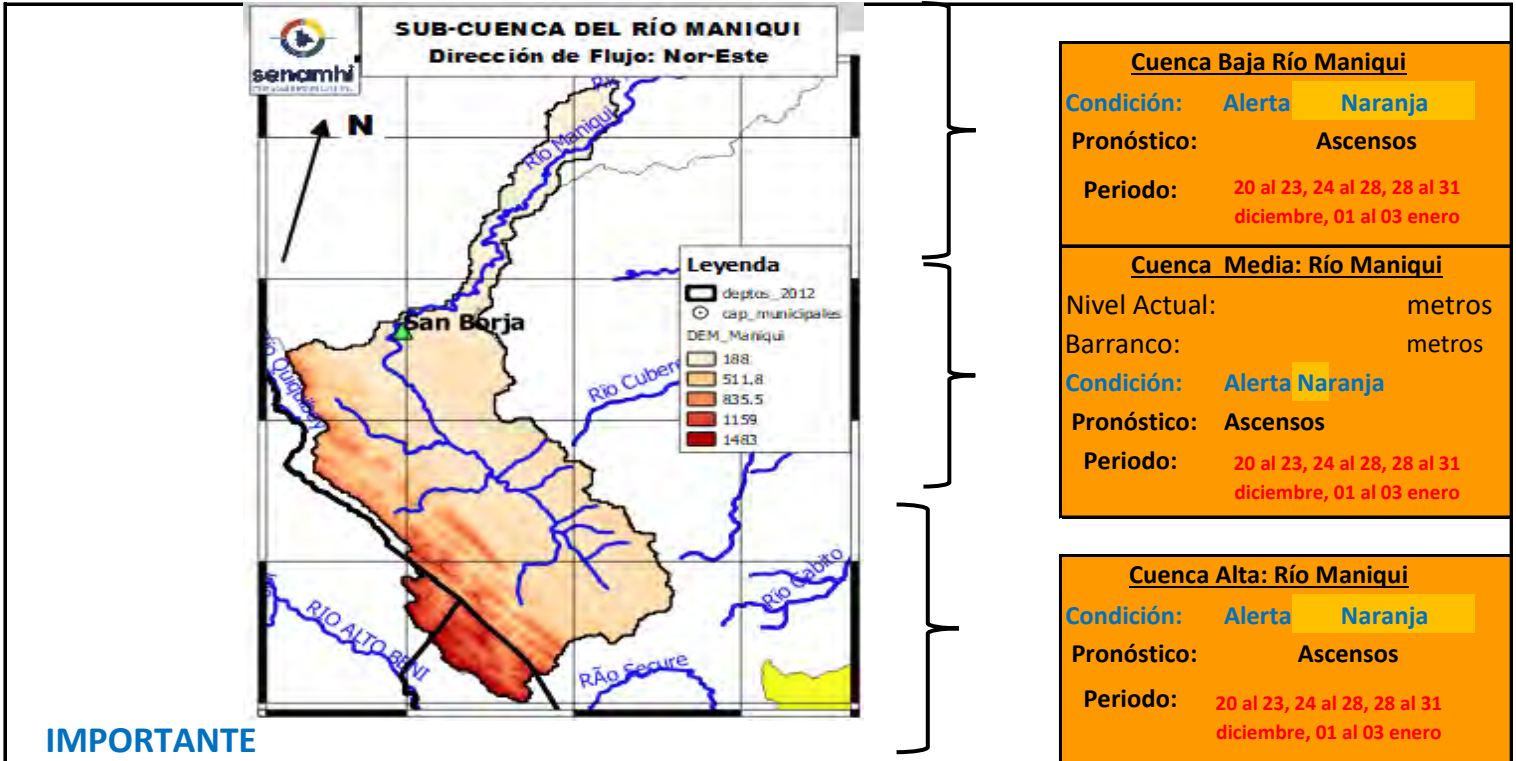 SUB-CUENCA DEL RÍO MANIQUI
Dirección de Flujo: Nor-Este
senamhi
N
Río Maniqui
San Borja
Río Quiquibey
Río Cubere
Río Cabito
RIO ALTO BENI
RÃo Secure
Leyenda
deptos_2012
cap_municipales
DEM_Maniqui
188
511,8
835.5
1159
1483
Cuenca Baja Río Maniqui
Condición: Alerta Naranja
Pronóstico: Ascensos
Periodo: 20 al 23, 24 al 28, 28 al 31
diciembre, 01 al 03 enero
Cuenca Media: Río Maniqui
Nivel Actual: metros
Barranco: metros
Condición: Alerta Naranja
Pronóstico: Ascensos
Periodo: 20 al 23, 24 al 28, 28 al 31
diciembre, 01 al 03 enero
Cuenca Alta: Río Maniqui
Condición: Alerta Naranja
Pronóstico: Ascensos
Periodo: 20 al 23, 24 al 28, 28 al 31
diciembre, 01 al 03 enero
IMPORTANTE